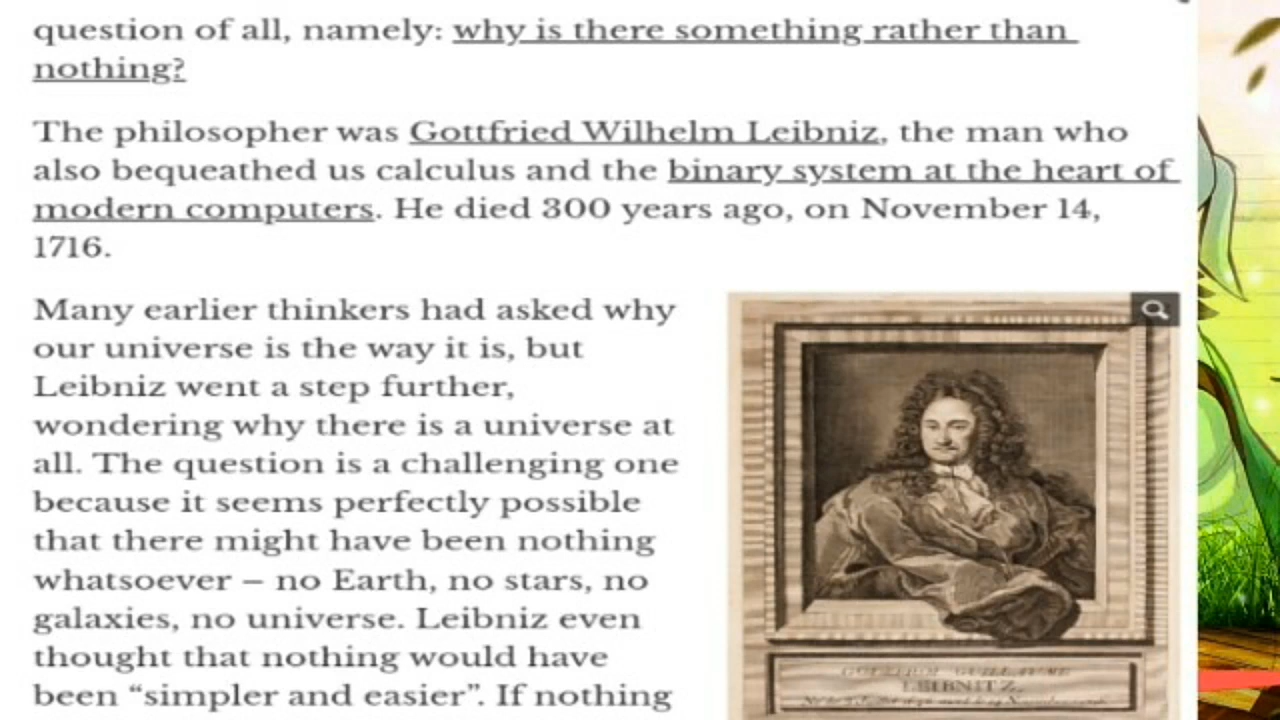 question of all, namely: why is there something rather than
nothing?
The philosopher was Gottfried Wilhelm Leibniz, the man who
also bequeathed us calculus and the binary system at the heart of
modern computers. He died 300 years ago, on November 14,
1716.
Many earlier thinkers had asked why
our universe is the way it is, but
Leibniz went a step further,
wondering why there is a universe at
all. The question is a challenging one
because it seems perfectly possible
that there might have been nothing
whatsoever – no Earth, no stars, no
galaxies, no universe. Leibniz even
thought that nothing would have
been “simpler and easier”. If nothing
GUILLAUME
LEIBNITZ.